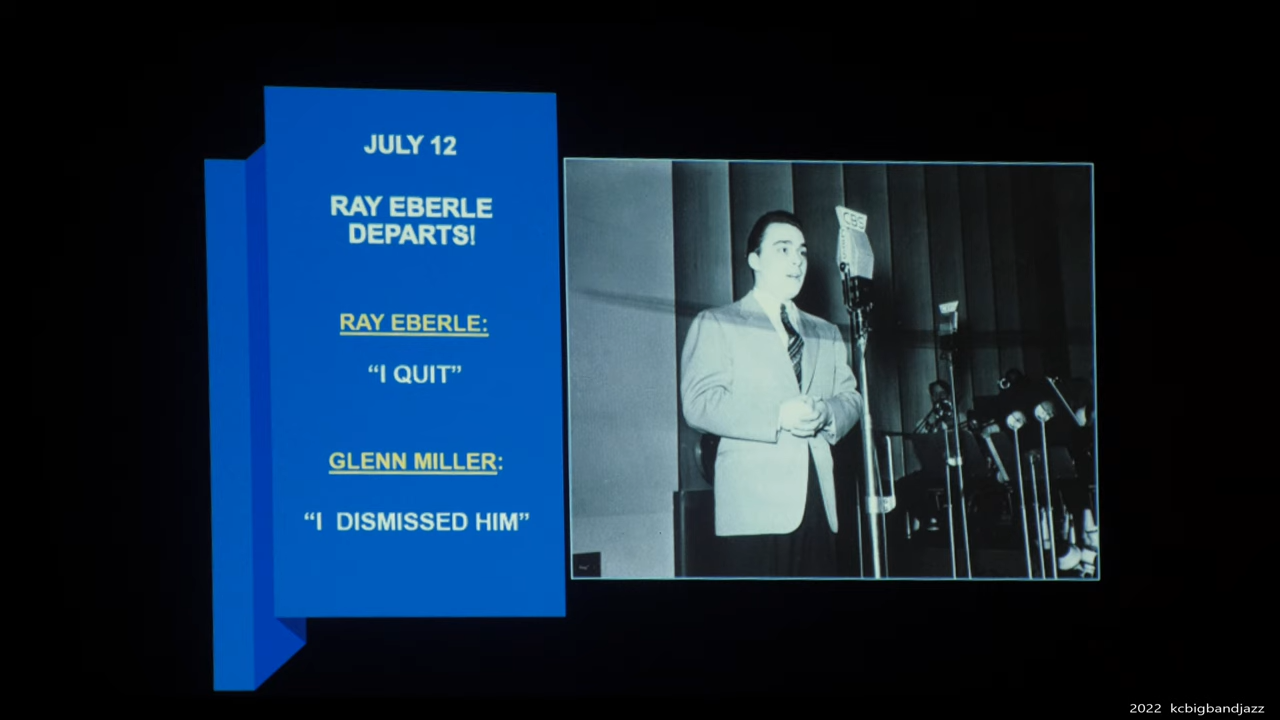 JULY 12
RAY EBERLE
DEPARTS!
RAY EBERLE:
“I QUIT”
GLENN MILLER:
“I  DISMISSED HIM”
CBS
2022  kcbigbandjazz